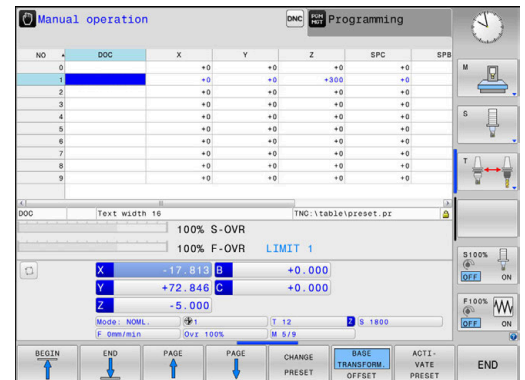 Manual operation DNC PGM MGT Programming
NO DOC X Y Z SPC SPB
0 +0 +0 +0 +0
1 +0 +0 +300 +0
2 +0 +0 +0 +0
3 +0 +0 +0 +0
4 +0 +0 +0 +0
5 +0 +0 +0 +0
6 +0 +0 +0 +0
7 +0 +0 +0 +0
8 +0 +0 +0 +0
9 +0 +0 +0 +0
DOC Text width 16 TNC:\table\preset.pr
100% S-OVR
100% F-OVR LIMIT 1
X -17.813 B +0.000
Y +72.846 C +0.000
Z -5.000
Mode: NOML. 1 T 12 Z S 1800
F 0mm/min Ovr 100% M 5/9
M
S
T
S100%
OFF ON
F100%
OFF ON
BEGIN END PAGE PAGE CHANGE PRESET BASE TRANSFORM. OFFSET ACTI- VATE PRESET END